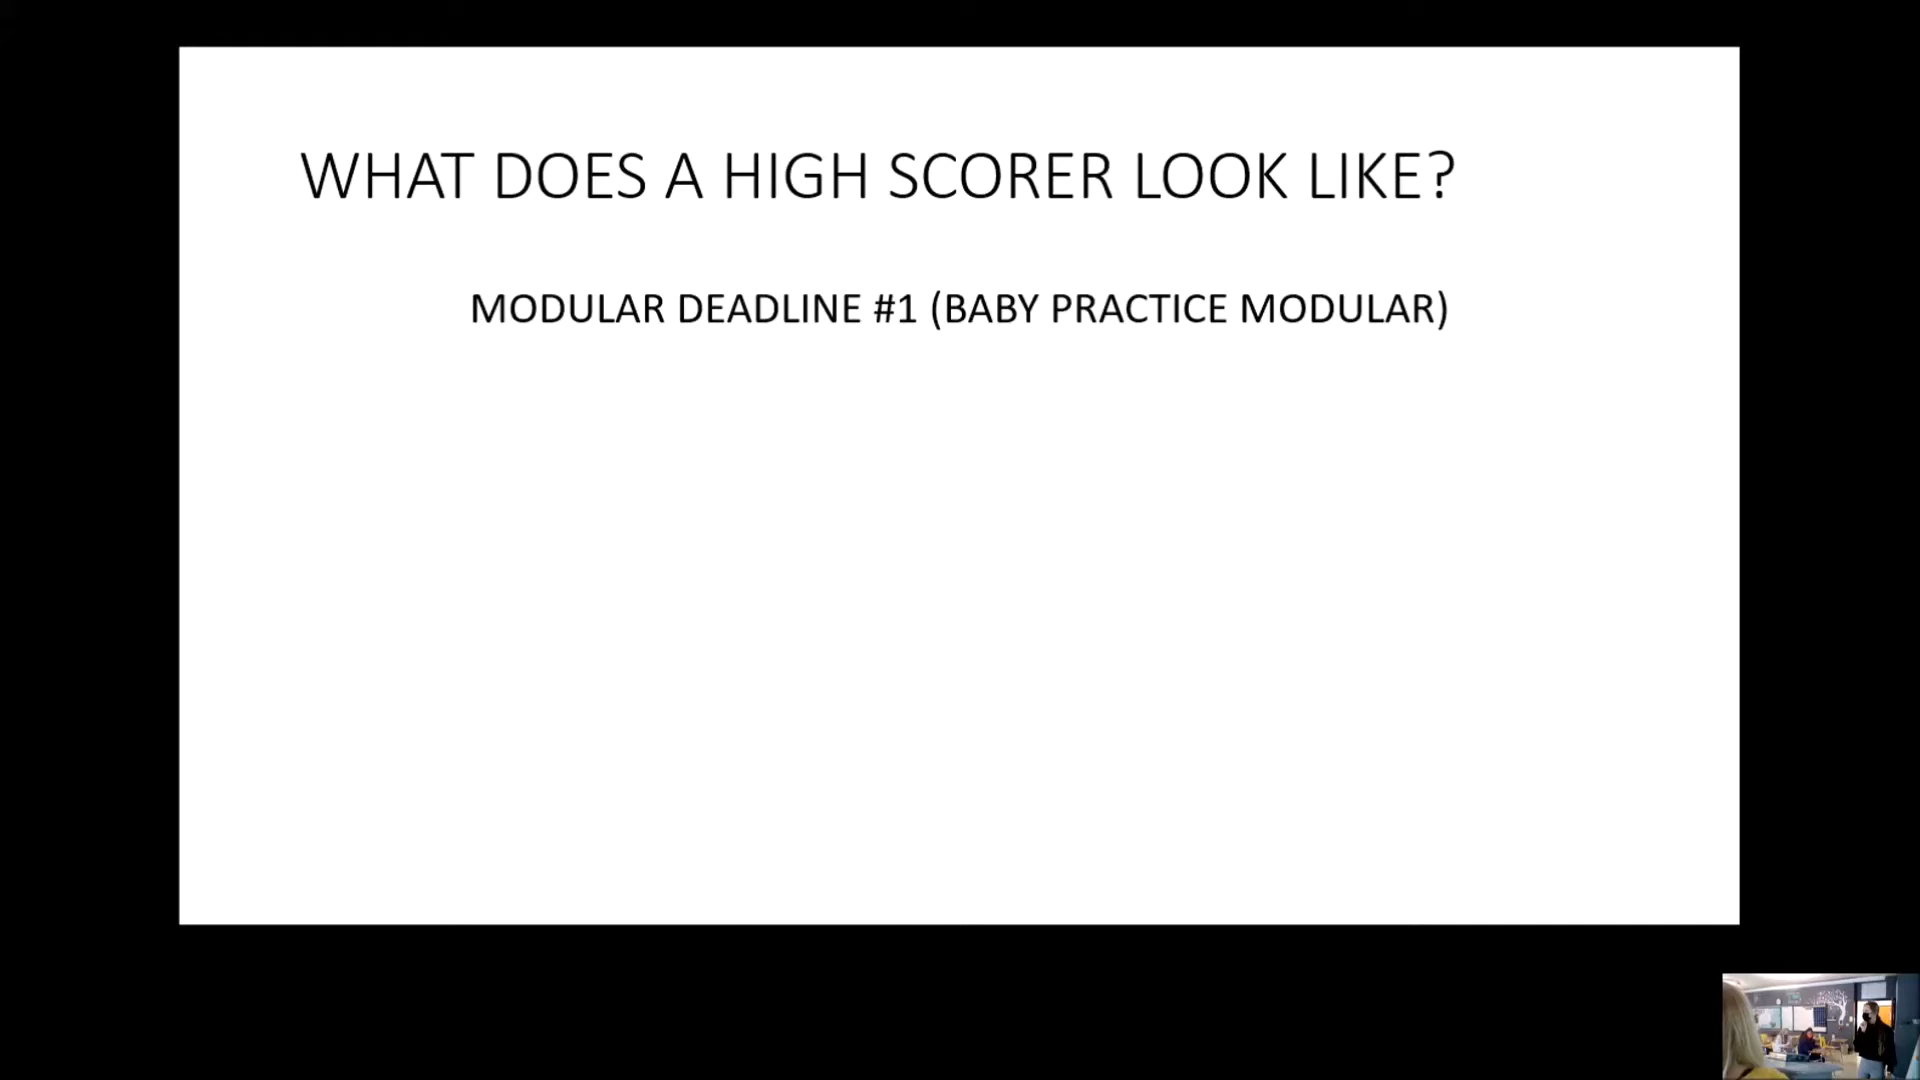 WHAT DOES A HIGH SCORER LOOK LIKE?
MODULAR DEADLINE #1 (BABY PRACTICE MODULAR)